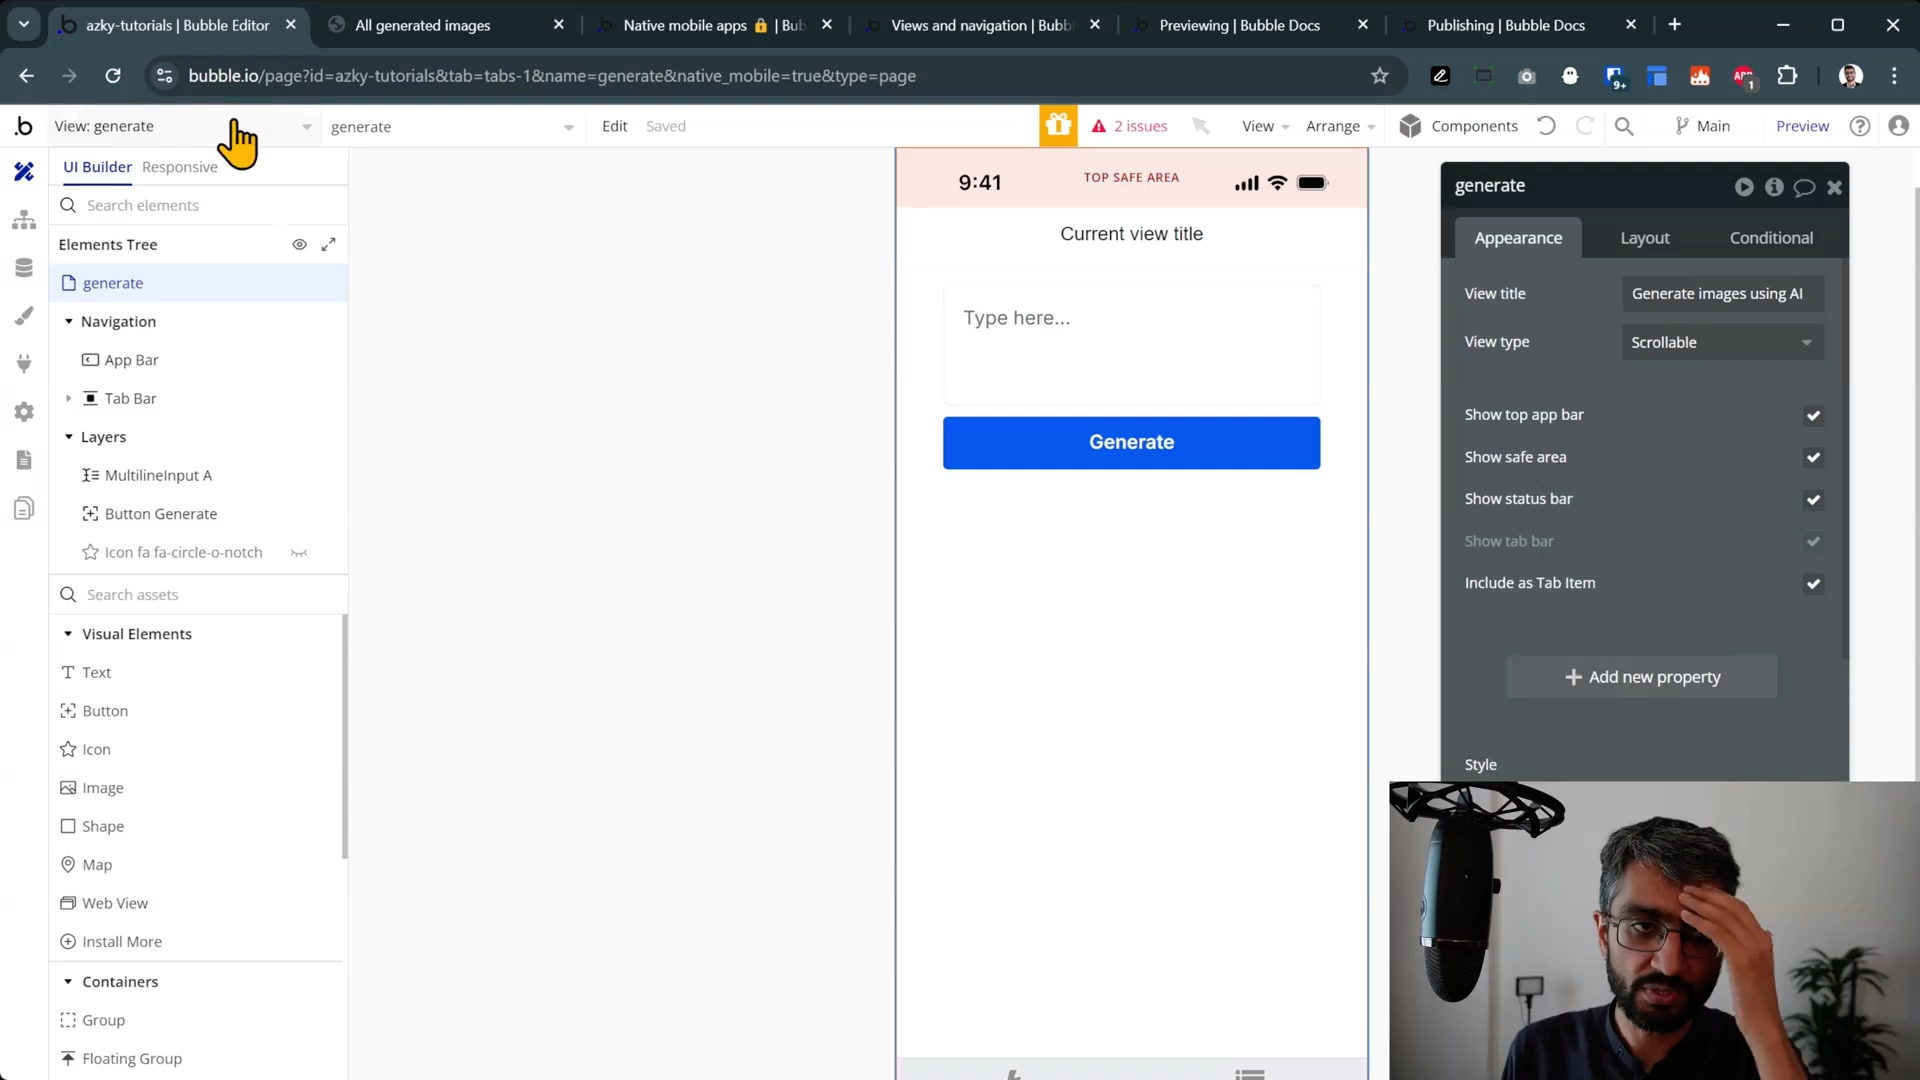 azky-tutorials | Bubble Editor
All generated images
Native mobile apps 🔒 | Bub
Views and navigation | Bubbl
Previewing | Bubble Docs
Publishing | Bubble Docs
bubble.io/page?id=azky-tutorials&tab=tabs-1&name=generate&native_mobile=true&type=page
9+
1
View: generate
generate
Edit
Saved
2 issues
View
Arrange
Components
Main
Preview
UI Builder
Responsive
Search elements
Elements Tree
generate
Navigation
App Bar
Tab Bar
Layers
MultilineInput A
Button Generate
Icon fa fa-circle-o-notch
Search assets
Visual Elements
Text
Button
Icon
Image
Shape
Map
Web View
Install More
Containers
Group
Floating Group
9:41
TOP SAFE AREA
Current view title
Type here...
Generate
generate
Appearance
Layout
Conditional
View title
Generate images using AI
View type
Scrollable
Show top app bar
Show safe area
Show status bar
Show tab bar
Include as Tab Item
Add new property
Style